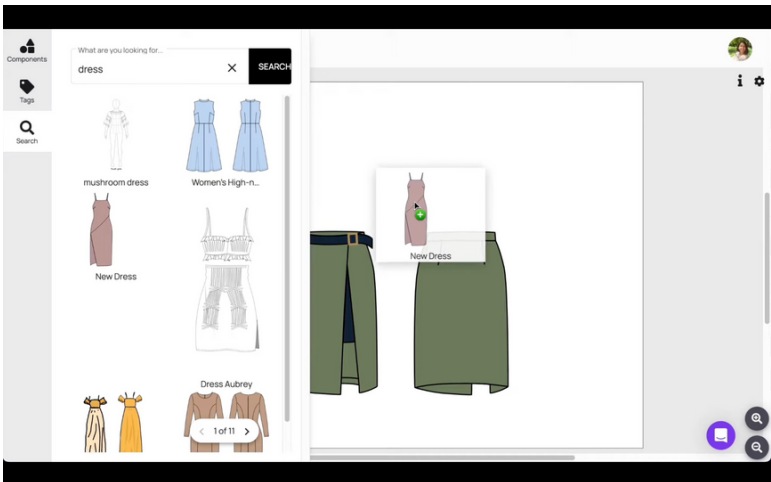 What are you looking for...
dress
SEARCH
Components
Tags
Search
mushroom dress
Women's High-n...
New Dress
Dress Aubrey
1 of 11
New Dress